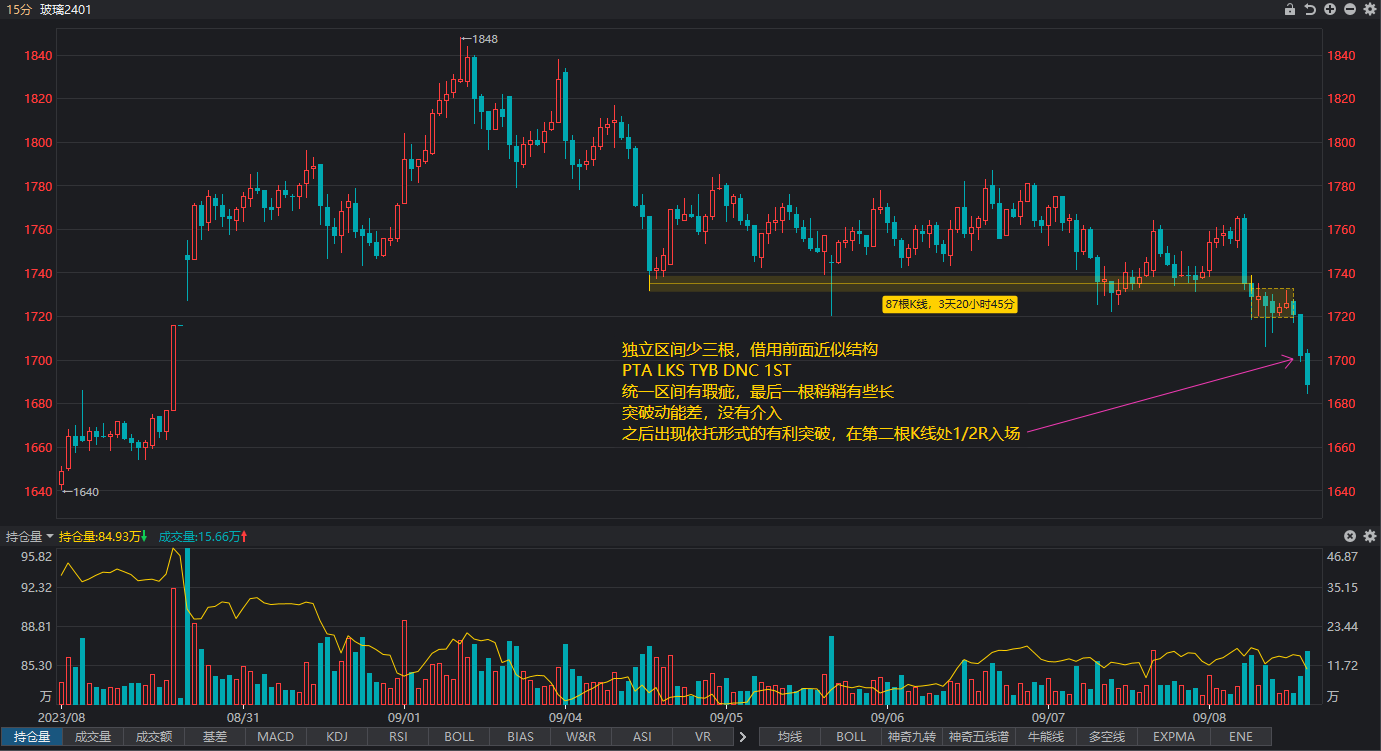 15分 玻璃2401
1848
1840 1840
1820 1820
1800 1800
1780 1780
1760 1760
1740 1740
87根K线，3天20小时45分
1720 1720
独立区间少三根，借用前面近似结构
1700 1700
PTA LKS TYB DNC 1ST
统一区间有瑕疵，最后一根稍稍有些长
1680 1680
突破动能差，没有介入
之后出现依托形式的有利突破，在第二根K线处1/2R入场
1660 1660
1640 1640 1640
持仓量 持仓量:84.93万 成交量:15.66万
95.82 46.87
92.32 35.15
88.81 23.44
85.30 11.72
万 万
2023/08 08/31 09/01 09/04 09/05 09/06 09/07 09/08
持仓量 成交量 成交额 基差 MACD KDJ RSI BOLL BIAS W&R ASI VR 均线 BOLL 神奇九转 神奇五线谱 牛能线 多空线 EXPMA ENE